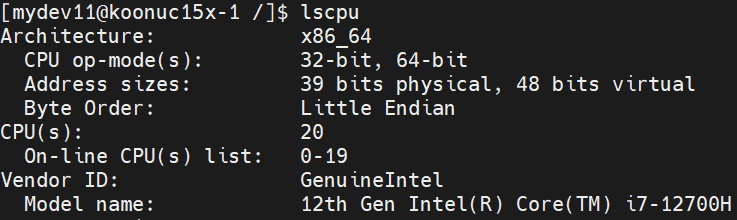 [mydev11@koonuc15x-1 /]$ lscpu
Architecture:            x86_64
  CPU op-mode(s):        32-bit, 64-bit
  Address sizes:         39 bits physical, 48 bits virtual
  Byte Order:            Little Endian
CPU(s):                  20
  On-line CPU(s) list:   0-19
Vendor ID:               GenuineIntel
  Model name:            12th Gen Intel(R) Core(TM) i7-12700H